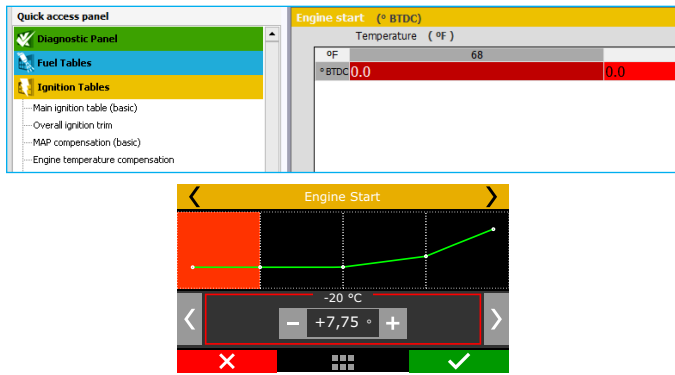 Quick access panel
Diagnostic Panel
Fuel Tables
Ignition Tables
Main ignition table (basic)
Overall ignition trim
MAP compensation (basic)
Engine temperature compensation
Engine start (º BTDC)
Temperature ( ºF )
ºF 68
º BTDC 0.0 0.0
Engine Start
-20 °C
+7,75 °